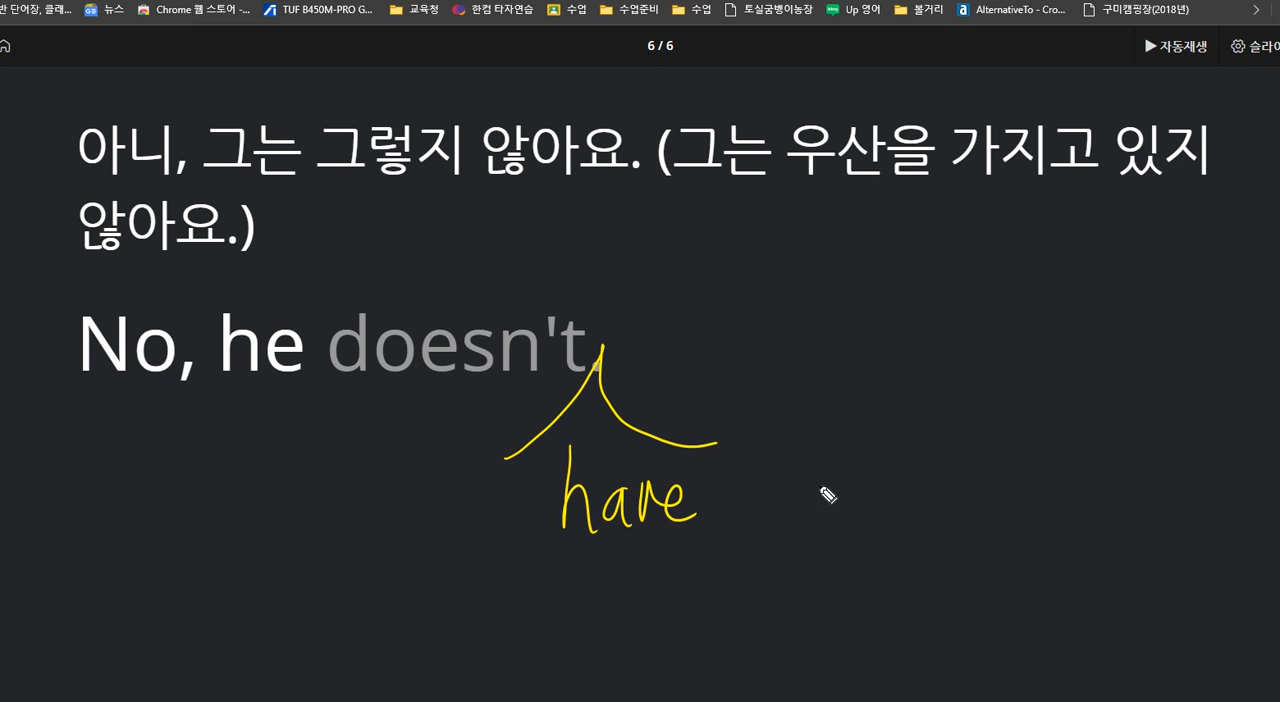 반 단어장, 클래... 뉴스 Chrome 웹 스토어 -... TUF B450M-PRO G... 교육청 한컴 타자연습 수업 수업준비 수업 토실굼벵이농장 Up 영어 볼거리 AlternativeTo - Cro... 구미캠핑장(2018년)
6 / 6 자동재생 슬라이
아니, 그는 그렇지 않아요. (그는 우산을 가지고 있지
않아요.)
No, he doesn't.
have